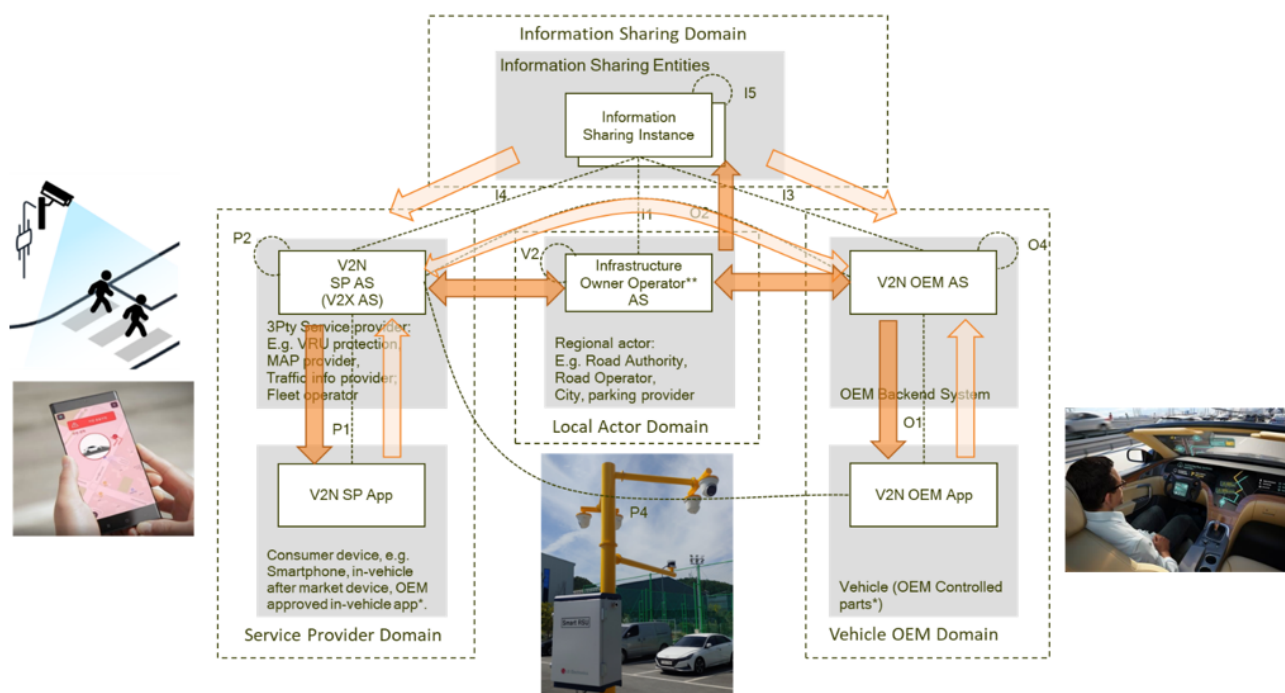 Information Sharing Domain
Information Sharing Entities
Information
Sharing Instance
I5
I4
I3
I1
O2
P2
V2N
SP AS
(V2X AS)
3Pty Service provider:
E.g. VRU protection,
MAP provider,
Traffic info provider;
Fleet operator
V2
Infrastructure
Owner Operator**
AS
Regional actor:
E.g. Road Authority,
Road Operator,
City, parking provider
Local Actor Domain
O4
V2N OEM AS
OEM Backend System
P1
O1
V2N SP App
Consumer device, e.g.
Smartphone, in-vehicle
after market device, OEM
approved in-vehicle app*.
Service Provider Domain
P4
Smart RSU
V2N OEM App
Vehicle (OEM Controlled
parts*)
Vehicle OEM Domain